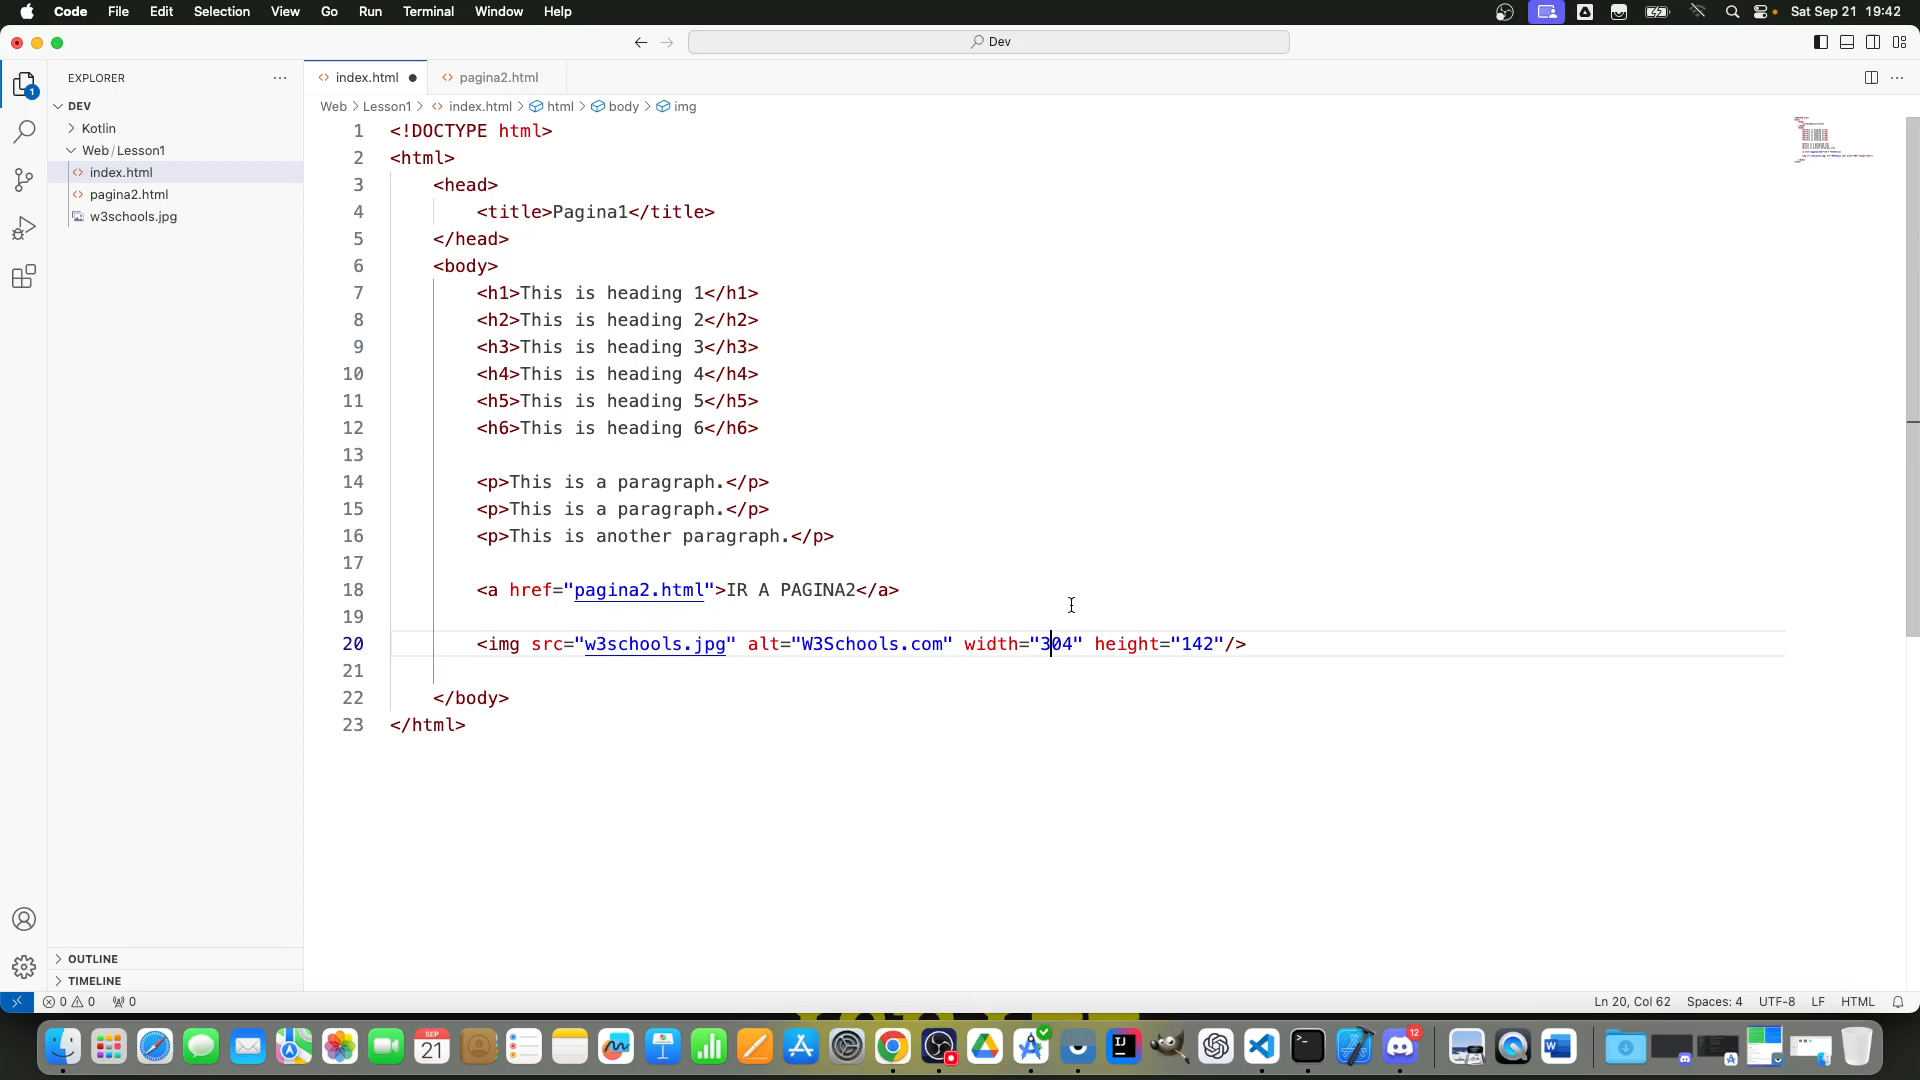 Code File Edit Selection View Go Run Terminal Window Help Sat Sep 21 19:42
Dev
EXPLORER
DEV
Kotlin
Web / Lesson1
index.html
pagina2.html
w3schools.jpg
OUTLINE
TIMELINE
index.html pagina2.html
Web > Lesson1 > index.html > html > body > img
1 <!DOCTYPE html>
2 <html>
3 <head>
4 <title>Pagina1</title>
5 </head>
6 <body>
7 <h1>This is heading 1</h1>
8 <h2>This is heading 2</h2>
9 <h3>This is heading 3</h3>
10 <h4>This is heading 4</h4>
11 <h5>This is heading 5</h5>
12 <h6>This is heading 6</h6>
13
14 <p>This is a paragraph.</p>
15 <p>This is a paragraph.</p>
16 <p>This is another paragraph.</p>
17
18 <a href="pagina2.html">IR A PAGINA2</a>
19
20 <img src="w3schools.jpg" alt="W3Schools.com" width="304" height="142"/>
21
22 </body>
23 </html>
0 0 0 Ln 20, Col 62 Spaces: 4 UTF-8 LF HTML
1
SEP
21
12